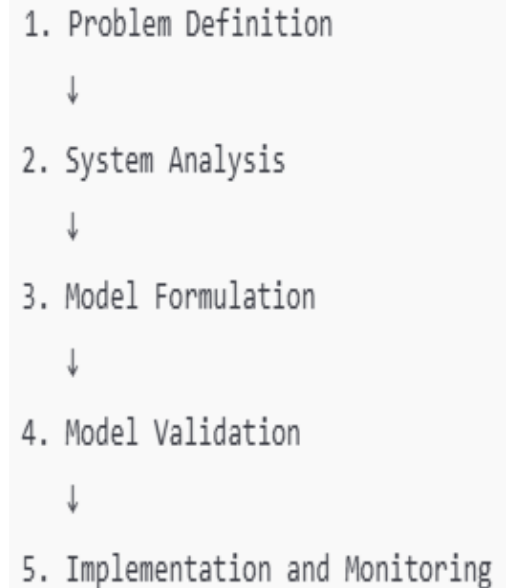 1. Problem Definition
↓
2. System Analysis
↓
3. Model Formulation
↓
4. Model Validation
↓
5. Implementation and Monitoring